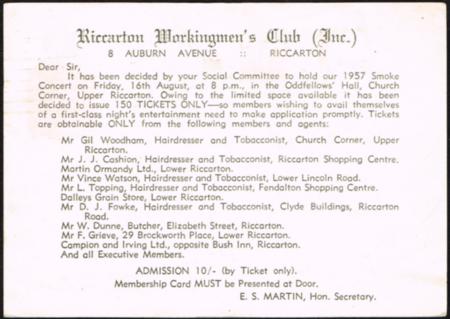 Riccarton Workingmen's Club (Inc.)
8 AUBURN AVENUE :: RICCARTON
Dear Sir,
It has been decided by your Social Committee to hold our 1957 Smoke
Concert on Friday, 16th August, at 8 p.m., in the Oddfellows' Hall, Church
Corner, Upper Riccarton. Owing to the limited space available it has been
decided to issue 150 TICKETS ONLY—so members wishing to avail themselves
of a first-class night's entertainment need to make application promptly. Tickets
are obtainable ONLY from the following members and agents:
Mr Gil Woodham, Hairdresser and Tobacconist, Church Corner, Upper
Riccarton.
Mr J. J. Cashion, Hairdresser and Tobacconist, Riccarton Shopping Centre.
Martin Ormandy Ltd., Lower Riccarton.
Mr Vince Watson, Hairdresser and Tobacconist, Lower Lincoln Road.
Mr L. Topping, Hairdresser and Tobacconist, Fendalton Shopping Centre.
Dalleys Grain Store, Lower Riccarton.
Mr D. J. Fowke, Hairdresser and Tobacconist, Clyde Buildings, Riccarton
Road.
Mr W. Dunne, Butcher, Elizabeth Street, Riccarton.
Mr F. Grieve, 29 Brockworth Place, Lower Riccarton.
Campion and Irving Ltd., opposite Bush Inn, Riccarton.
And all Executive Members.
ADMISSION 10/- (by Ticket only).
Membership Card MUST be Presented at Door.
E. S. MARTIN, Hon. Secretary.